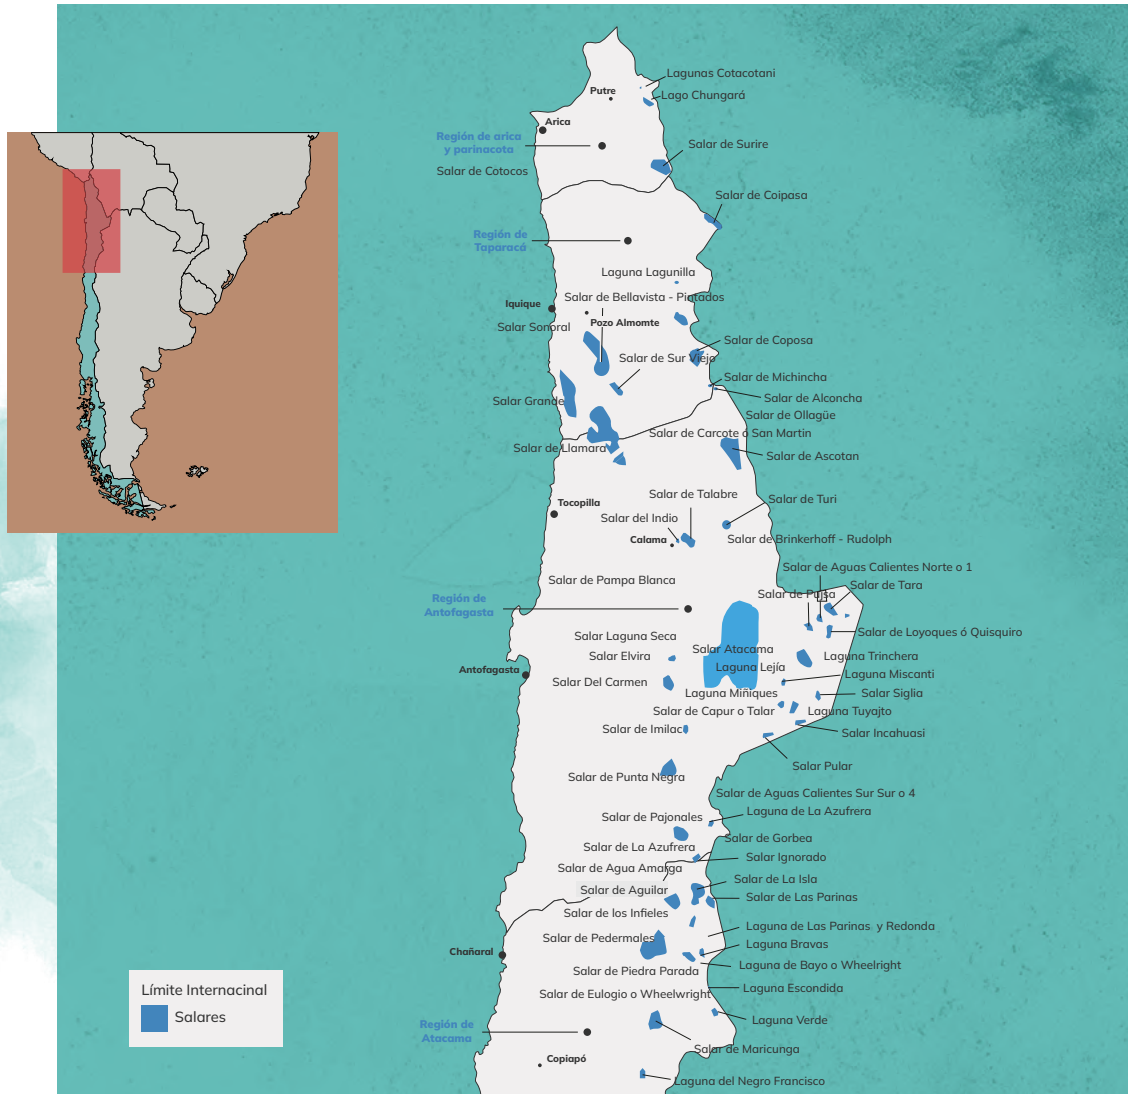 Lagunas Cotacotani
Putre
Lago Chungará
Arica
Región de arica
y parinacota
Salar de Surire
Salar de Cotocos
Salar de Coipasa
Región de
Taparacá
Laguna Lagunilla
Salar de Bellavista - Pintados
Iquique
Pozo Almomte
Salar Sonoral
Salar de Coposa
Salar de Sur Viejo
Salar de Michincha
Salar de Alconcha
Salar Grande
Salar de Ollagüe
Salar de Carcote ó San Martin
Salar de Llamara
Salar de Ascotan
Salar de Talabre
Salar de Turi
Tocopilla
Salar del Indio
Calama
Salar de Brinkerhoff - Rudolph
Salar de Aguas Calientes Norte o 1
Salar de Pampa Blanca
Salar de Tara
Salar de Pujsa
Región de
Antofagasta
Salar de Loyoques ó Quisquiro
Salar Laguna Seca
Salar Atacama
Salar Elvira
Laguna Trinchera
Laguna Lejía
Antofagasta
Laguna Miscanti
Salar Del Carmen
Laguna Miñiques
Salar Siglia
Salar de Capur o Talar
Laguna Tuyajto
Salar de Imilac
Salar Incahuasi
Salar Pular
Salar de Punta Negra
Salar de Aguas Calientes Sur Sur o 4
Laguna de La Azufrera
Salar de Pajonales
Salar de Gorbea
Salar de La Azufrera
Salar Ignorado
Salar de Agua Amarga
Salar de La Isla
Salar de Aguilar
Salar de Las Parinas
Salar de los Infieles
Laguna de Las Parinas y Redonda
Salar de Pedermales
Laguna Bravas
Chañaral
Laguna de Bayo o Wheelright
Salar de Piedra Parada
Laguna Escondida
Salar de Eulogio o Wheelwright
Límite Internacinal
Salares
Laguna Verde
Región de
Atacama
Salar de Maricunga
Copiapó
Laguna del Negro Francisco